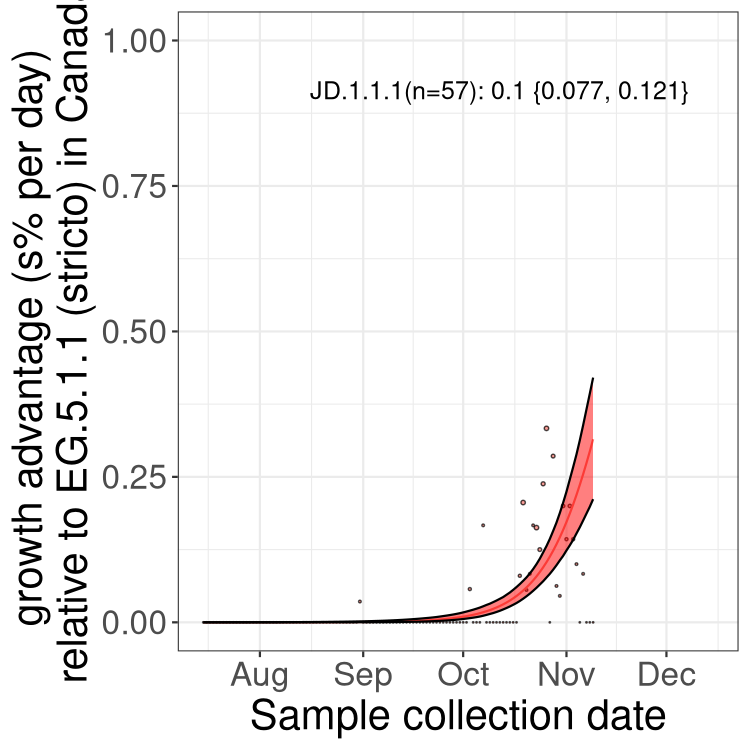 growth advantage (s% per day)
relative to EG.5.1.1 (stricto) in Canada
1.00
0.75
0.50
0.25
0.00
JD.1.1.1(n=57): 0.1 {0.077, 0.121}
Aug Sep Oct Nov Dec
Sample collection date